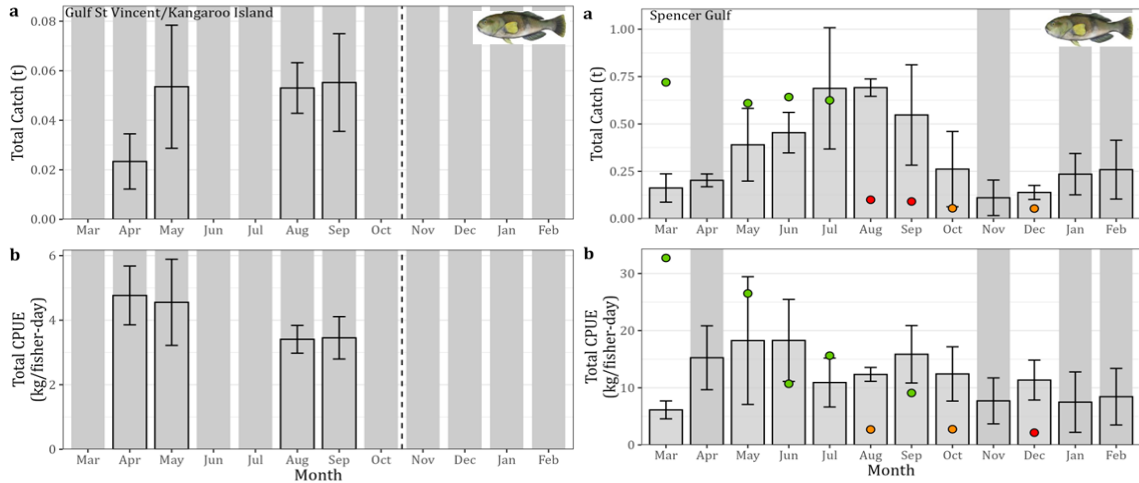 a Gulf St Vincent/Kangaroo Island
0.08
0.06
0.04
0.02
0.00
Total Catch (t)
Mar Apr May Jun Jul Aug Sep Oct Nov Dec Jan Feb
b
6
4
2
0
Total CPUE
(kg/fisher-day)
Mar Apr May Jun Jul Aug Sep Oct Nov Dec Jan Feb
Month
a Spencer Gulf
1.00
0.75
0.50
0.25
0.00
Total Catch (t)
Mar Apr May Jun Jul Aug Sep Oct Nov Dec Jan Feb
b
30
20
10
0
Total CPUE
(kg/fisher-day)
Mar Apr May Jun Jul Aug Sep Oct Nov Dec Jan Feb
Month